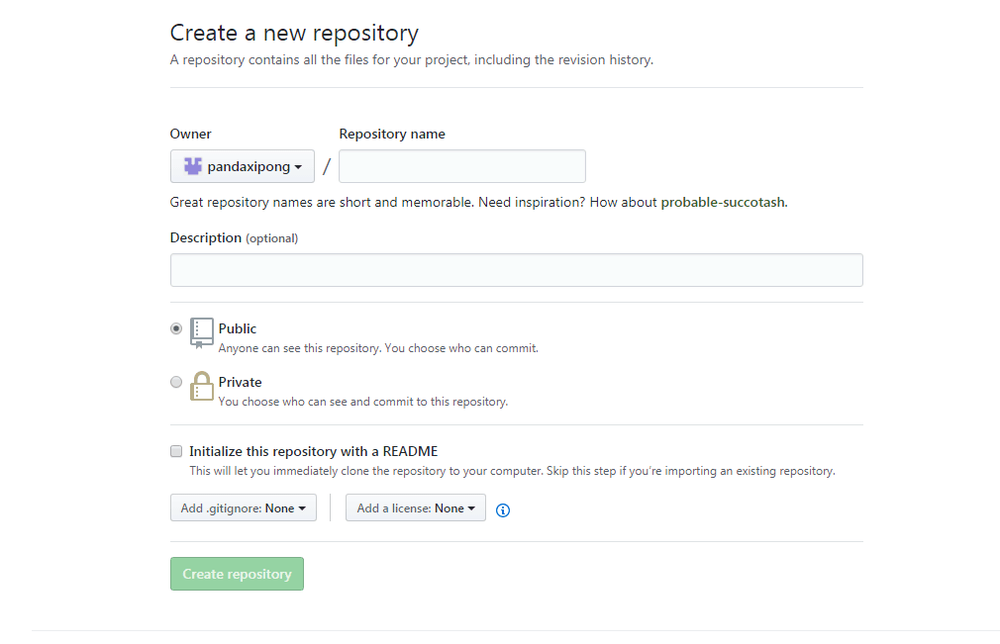 Create a new repository
A repository contains all the files for your project, including the revision history.
Owner Repository name
pandaxipong /
Great repository names are short and memorable. Need inspiration? How about probable-succotash.
Description (optional)
Public
Anyone can see this repository. You choose who can commit.
Private
You choose who can see and commit to this repository.
Initialize this repository with a README
This will let you immediately clone the repository to your computer. Skip this step if you're importing an existing repository.
Add .gitignore: None Add a license: None
Create repository